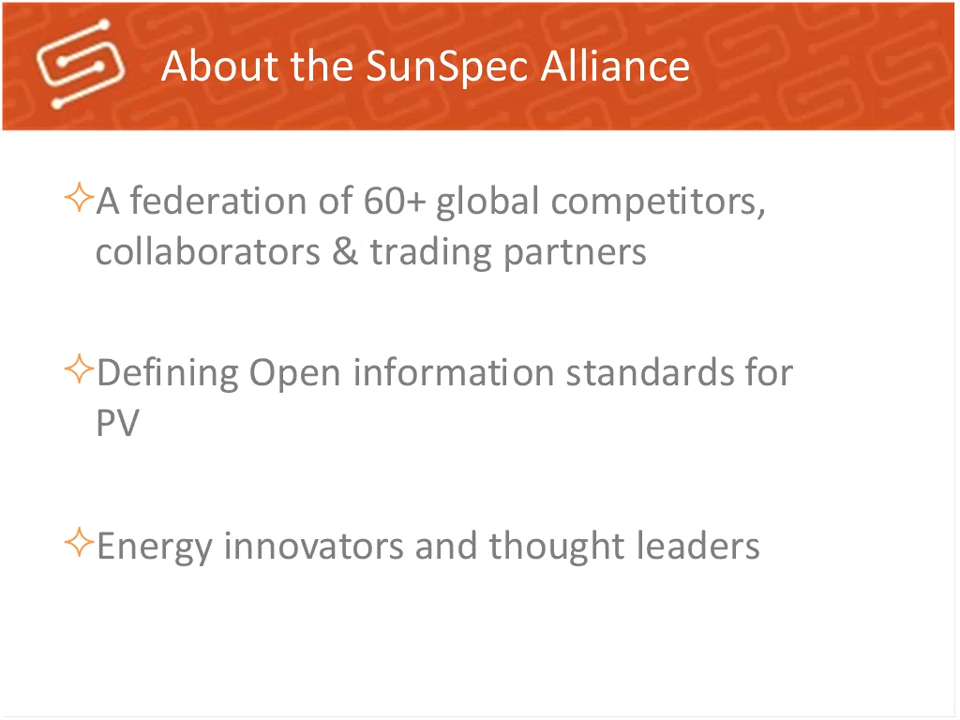 About the SunSpec Alliance
A federation of 60+ global competitors,
collaborators & trading partners
Defining Open information standards for
PV
Energy innovators and thought leaders